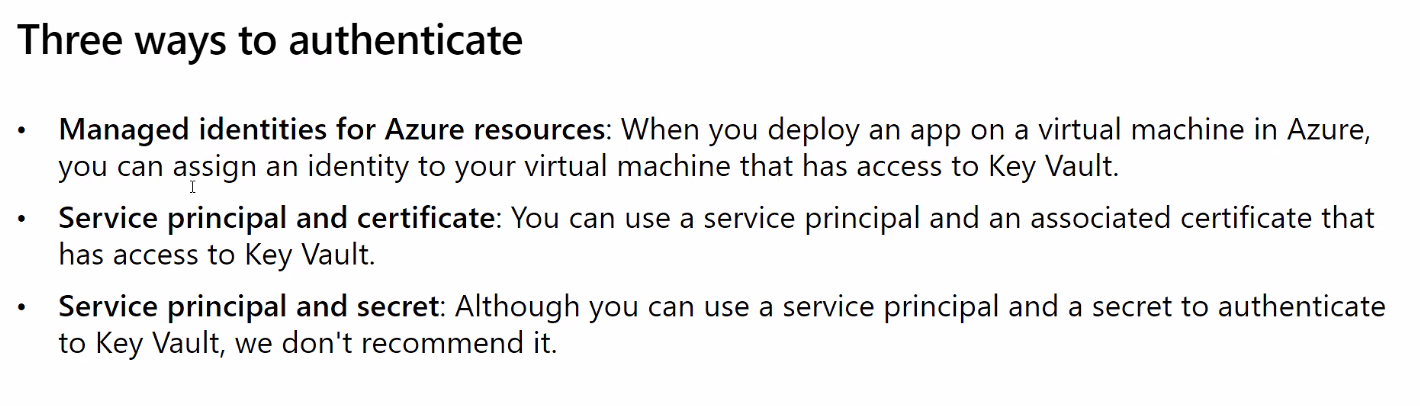 Three ways to authenticate
• Managed identities for Azure resources: When you deploy an app on a virtual machine in Azure,
you can assign an identity to your virtual machine that has access to Key Vault.
• Service principal and certificate: You can use a service principal and an associated certificate that
has access to Key Vault.
• Service principal and secret: Although you can use a service principal and a secret to authenticate
to Key Vault, we don't recommend it.